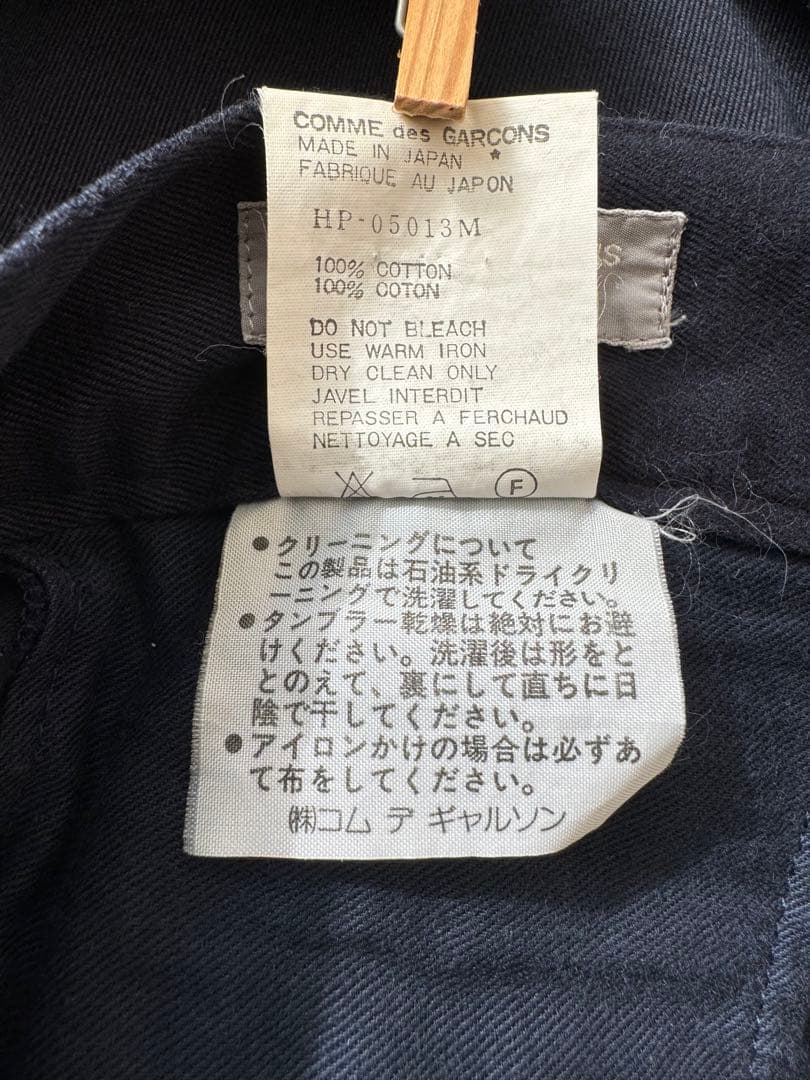 COMME des GARCONS
MADE IN JAPAN *
FABRIQUE AU JAPON
HP-05013M
100% COTTON
100% COTON
DO NOT BLEACH
USE WARM IRON
DRY CLEAN ONLY
JAVEL INTERDIT
REPASSER A FERCHAUD
NETTOYAGE A SEC
F
●クリーニングについて
この製品は石油系ドライクリ
ーニングで洗濯してください。
●タンブラー乾燥は絶対にお避
けください。洗濯後は形をと
とのえて、裏にして直ちに日
陰で干してください。
●アイロンかけの場合は必ずあ
て布をしてください。
㈱コム デ ギャルソン